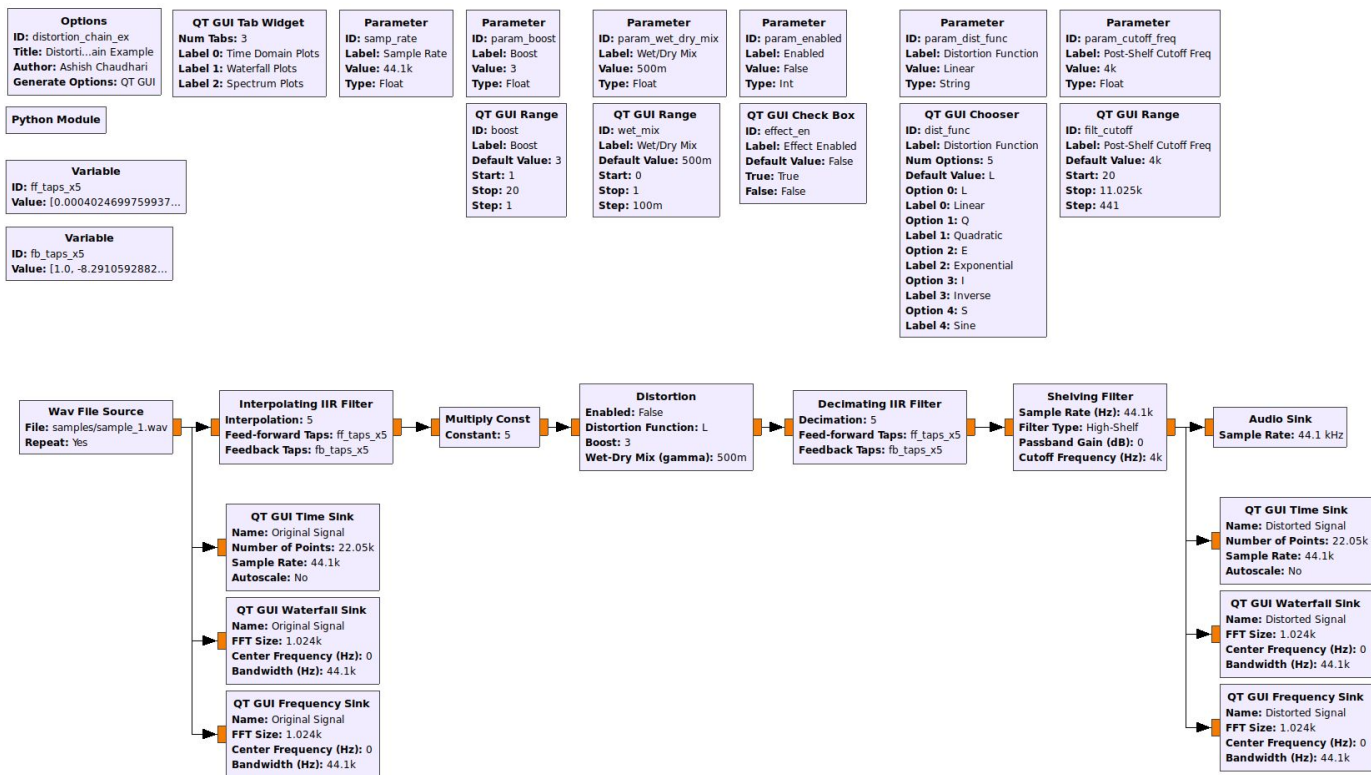 Options
ID: distortion_chain_ex
Title: Distorti...ain Example
Author: Ashish Chaudhari
Generate Options: QT GUI
QT GUI Tab Widget
Num Tabs: 3
Label 0: Time Domain Plots
Label 1: Waterfall Plots
Label 2: Spectrum Plots
Parameter
ID: samp_rate
Label: Sample Rate
Value: 44.1k
Type: Float
Parameter
ID: param_boost
Label: Boost
Value: 3
Type: Float
Parameter
ID: param_wet_dry_mix
Label: Wet/Dry Mix
Value: 500m
Type: Float
Parameter
ID: param_enabled
Label: Enabled
Value: False
Type: Int
Parameter
ID: param_dist_func
Label: Distortion Function
Value: Linear
Type: String
Parameter
ID: param_cutoff_freq
Label: Post-Shelf Cutoff Freq
Value: 4k
Type: Float
Python Module
QT GUI Range
ID: boost
Label: Boost
Default Value: 3
Start: 1
Stop: 20
Step: 1
QT GUI Range
ID: wet_mix
Label: Wet/Dry Mix
Default Value: 500m
Start: 0
Stop: 1
Step: 100m
QT GUI Check Box
ID: effect_en
Label: Effect Enabled
Default Value: False
True: True
False: False
QT GUI Chooser
ID: dist_func
Label: Distortion Function
Num Options: 5
Default Value: L
Option 0: L
Label 0: Linear
Option 1: Q
Label 1: Quadratic
Option 2: E
Label 2: Exponential
Option 3: I
Label 3: Inverse
Option 4: S
Label 4: Sine
QT GUI Range
ID: filt_cutoff
Label: Post-Shelf Cutoff Freq
Default Value: 4k
Start: 20
Stop: 11.025k
Step: 441
Variable
ID: ff_taps_x5
Value: [0.0004024699759937...
Variable
ID: fb_taps_x5
Value: [1.0, -8.2910592882...
Wav File Source
File: samples/sample_1.wav
Repeat: Yes
Interpolating IIR Filter
Interpolation: 5
Feed-forward Taps: ff_taps_x5
Feedback Taps: fb_taps_x5
Multiply Const
Constant: 5
Distortion
Enabled: False
Distortion Function: L
Boost: 3
Wet-Dry Mix (gamma): 500m
Decimating IIR Filter
Decimation: 5
Feed-forward Taps: ff_taps_x5
Feedback Taps: fb_taps_x5
Shelving Filter
Sample Rate (Hz): 44.1k
Filter Type: High-Shelf
Passband Gain (dB): 0
Cutoff Frequency (Hz): 4k
Audio Sink
Sample Rate: 44.1 kHz
QT GUI Time Sink
Name: Original Signal
Number of Points: 22.05k
Sample Rate: 44.1k
Autoscale: No
QT GUI Waterfall Sink
Name: Original Signal
FFT Size: 1.024k
Center Frequency (Hz): 0
Bandwidth (Hz): 44.1k
QT GUI Frequency Sink
Name: Original Signal
FFT Size: 1.024k
Center Frequency (Hz): 0
Bandwidth (Hz): 44.1k
QT GUI Time Sink
Name: Distorted Signal
Number of Points: 22.05k
Sample Rate: 44.1k
Autoscale: No
QT GUI Waterfall Sink
Name: Distorted Signal
FFT Size: 1.024k
Center Frequency (Hz): 0
Bandwidth (Hz): 44.1k
QT GUI Frequency Sink
Name: Distorted Signal
FFT Size: 1.024k
Center Frequency (Hz): 0
Bandwidth (Hz): 44.1k